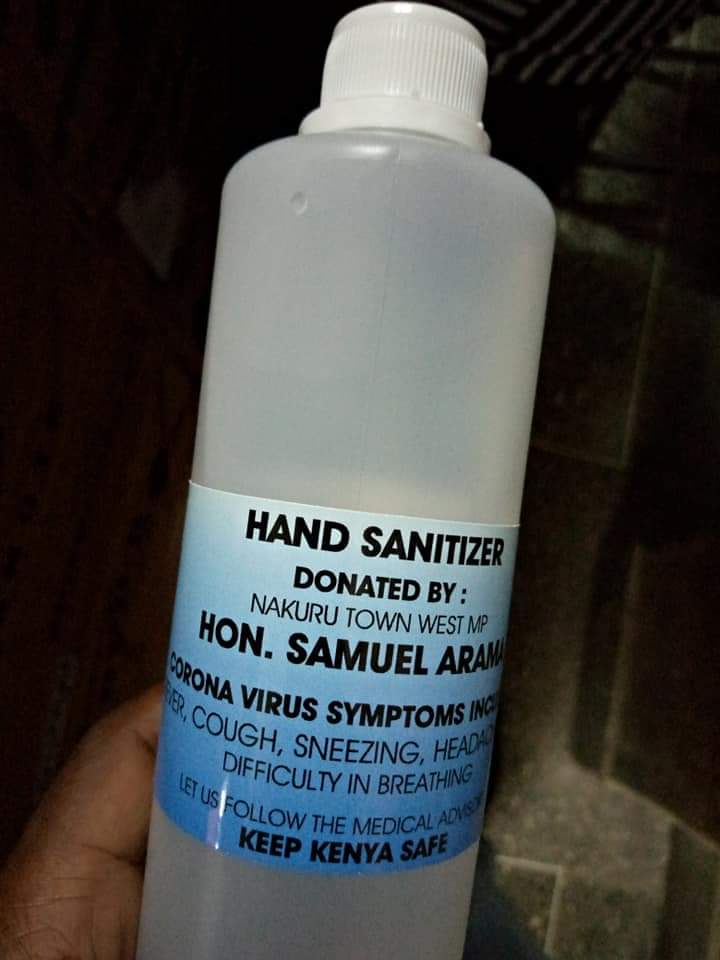 HAND SANITIZER
DONATED BY :
NAKURU TOWN WEST MP
HON. SAMUEL ARAMA
CORONA VIRUS SYMPTOMS
COUGH, SNEEZING,
DIFFICULTY IN BREATHING
LET US FOLLOW THE MEDICAL
KEEP KENYA SAFE